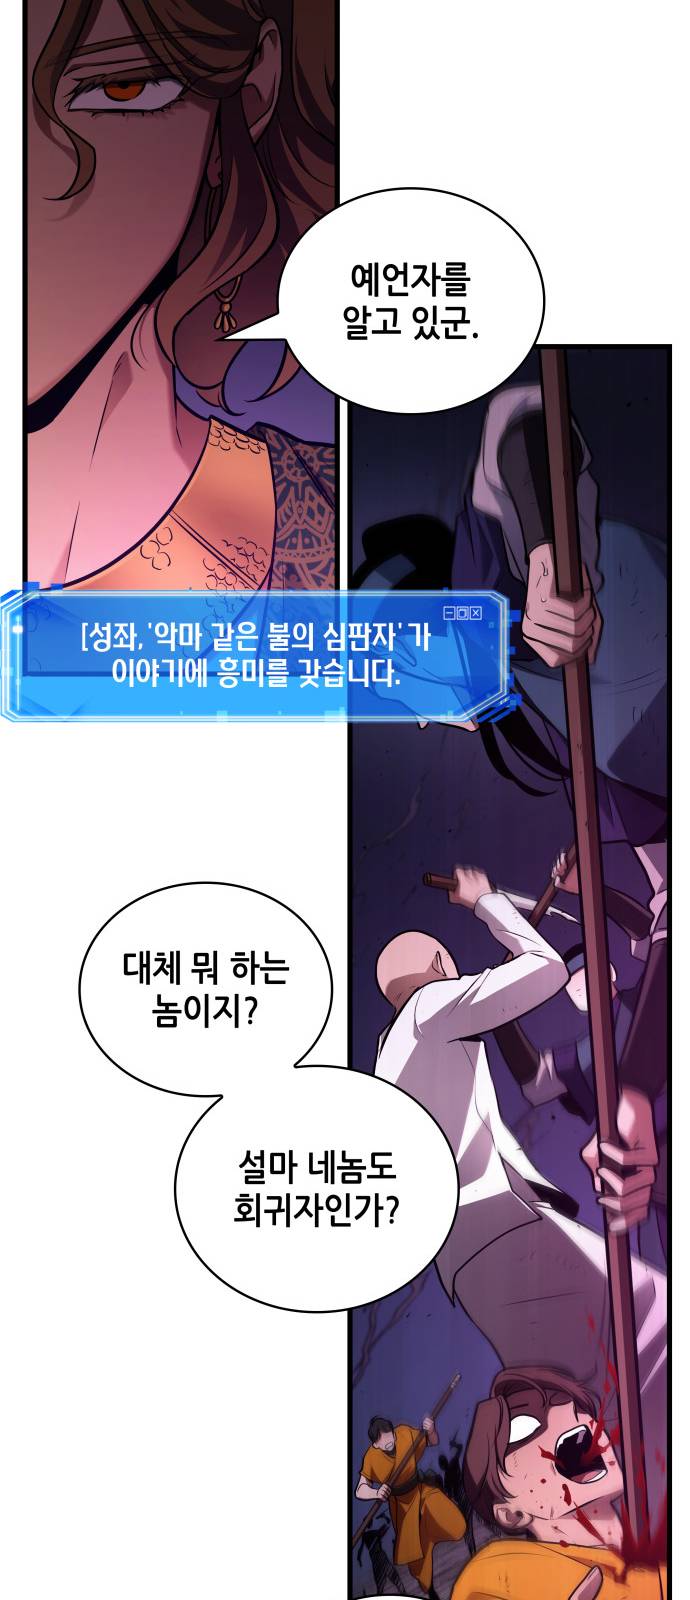 예언자를
알고 있군.
[성좌, '악마 같은 불의 심판자' 가
이야기에 흥미를 갖습니다.
대체 뭐 하는
놈이지?
설마 네놈도
회귀자인가?